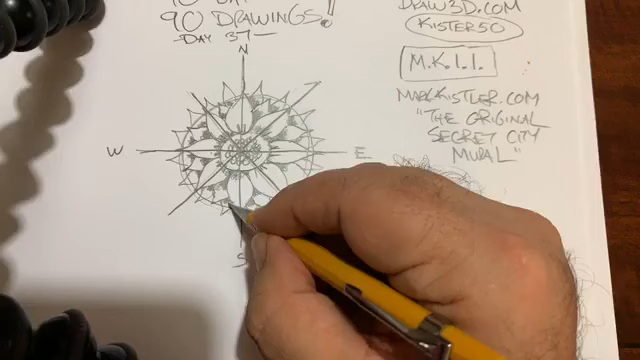 90 DRAWINGS!!
DAY 37
N
W
E
S
DRAW3D.COM
KISTER50
M.K.I.I.
MARKKISTLER.COM
"THE ORIGINAL
SECRET CITY
MURAL"